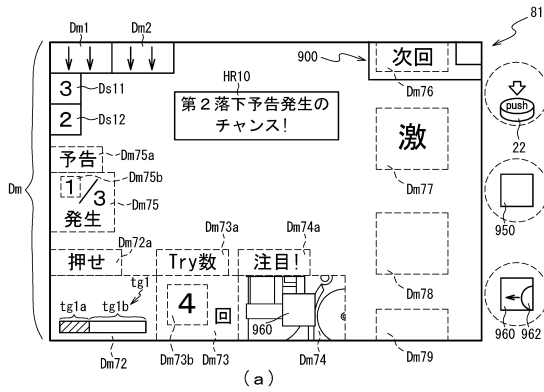 Dm1
Dm2
900
81
次回
Dm76
3
Ds11
2
Ds12
HR10
第2落下予告発生の
チャンス!
push
22
激
Dm77
Dm
予告
Dm75a
1/3
Dm75b
Dm75
発生
950
押せ
Dm72a
Dm73a
Try数
Dm74a
注目!
Dm78
tg1
tg1a
tg1b
4
回
960
960
962
Dm72
Dm73b
Dm73
Dm74
Dm79
(a)